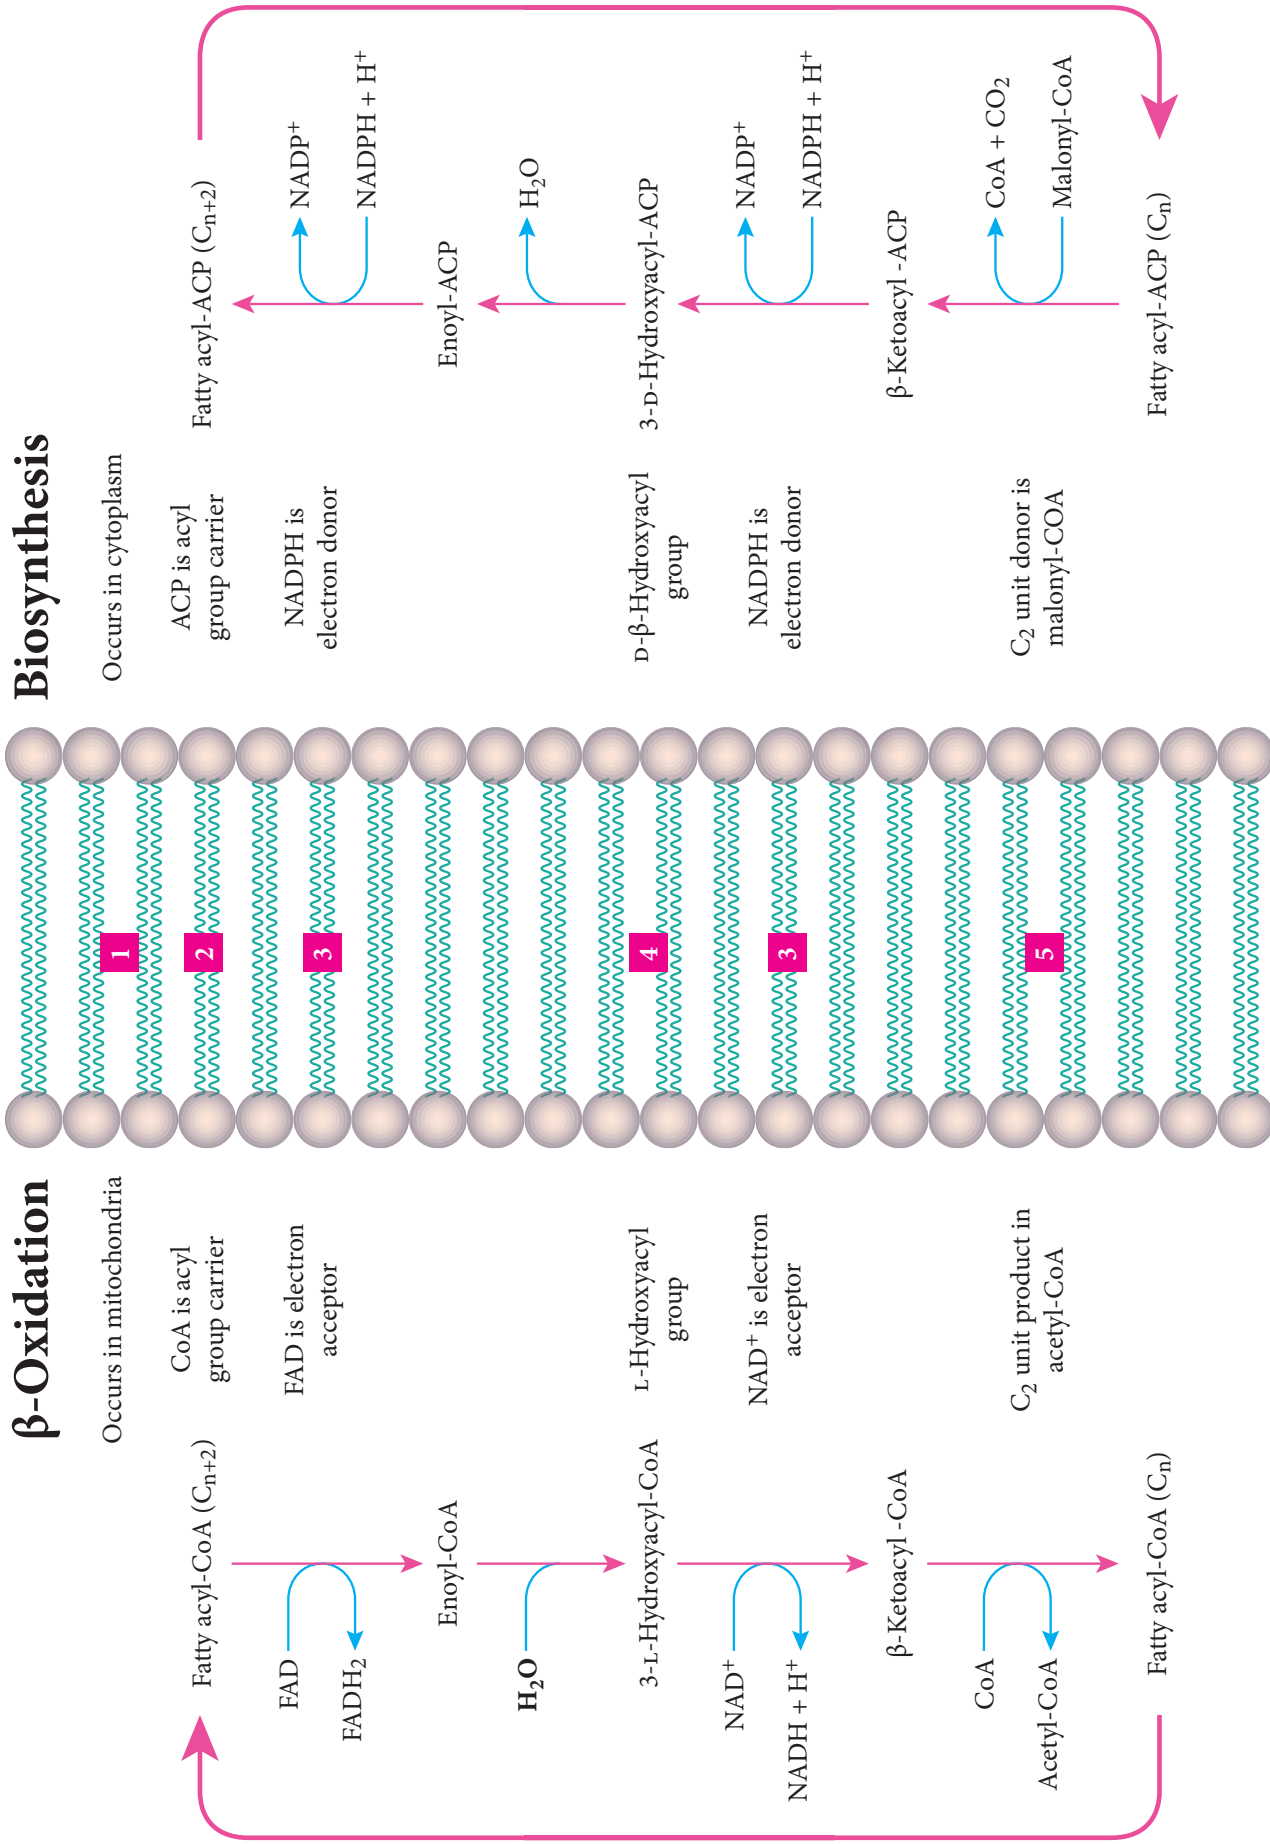 β-Oxidation
Biosynthesis
Occurs in mitochondria
1
Occurs in cytoplasm
Fatty acyl-CoA (Cn+2)
CoA is acyl
group carrier
2
ACP is acyl
group carrier
Fatty acyl-ACP (Cn+2)
FAD
FADH2
FAD is electron
acceptor
3
NADPH is
electron donor
NADP+
NADPH + H+
Enoyl-CoA
Enoyl-ACP
H2O
H2O
3-L-Hydroxyacyl-CoA
L-Hydroxyacyl
group
4
D-β-Hydroxyacyl
group
3-D-Hydroxyacyl-ACP
NAD+
NADH + H+
NAD+ is electron
acceptor
3
NADPH is
electron donor
NADP+
NADPH + H+
β-Ketoacyl -CoA
β-Ketoacyl -ACP
CoA
Acetyl-CoA
C2 unit product in
acetyl-CoA
5
C2 unit donor is
malonyl-COA
CoA + CO2
Malonyl-CoA
Fatty acyl-CoA (Cn)
Fatty acyl-ACP (Cn)